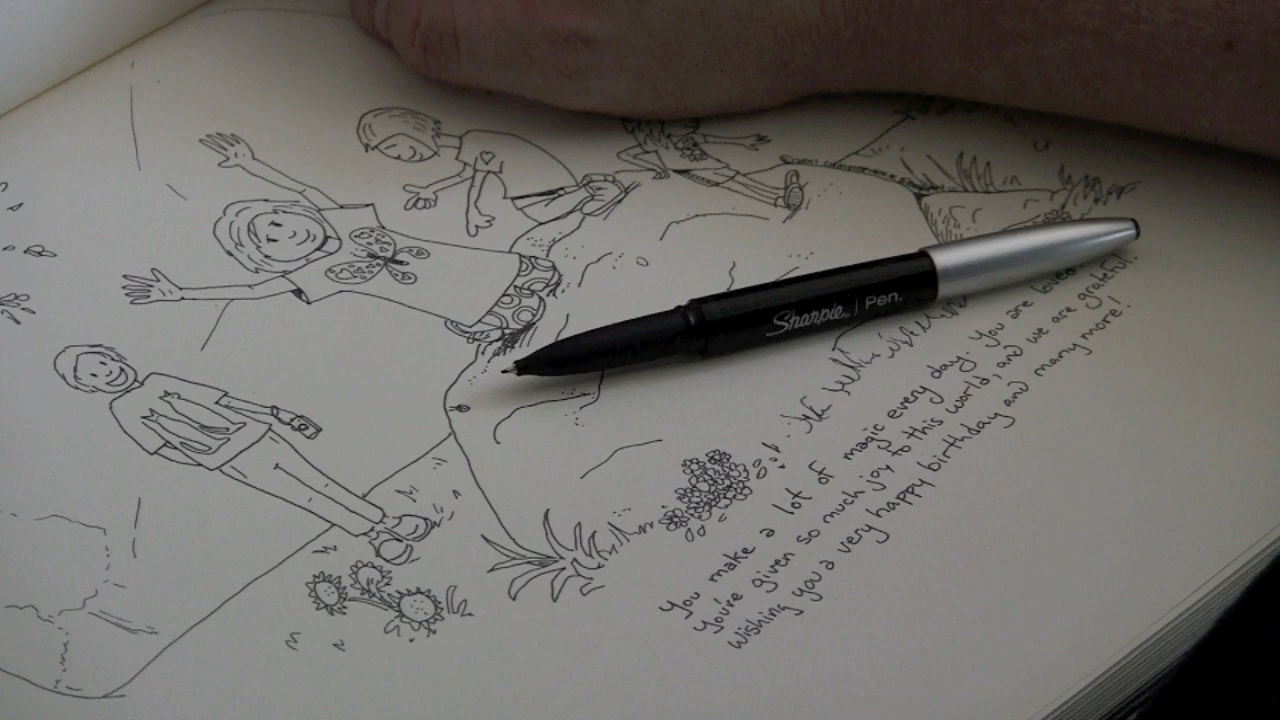 Sharpie. | Pen.
You make a lot of magic every day. You are loved
You're given so much joy to this world, and we are grateful.
Wishing you a very happy birthday and many more!